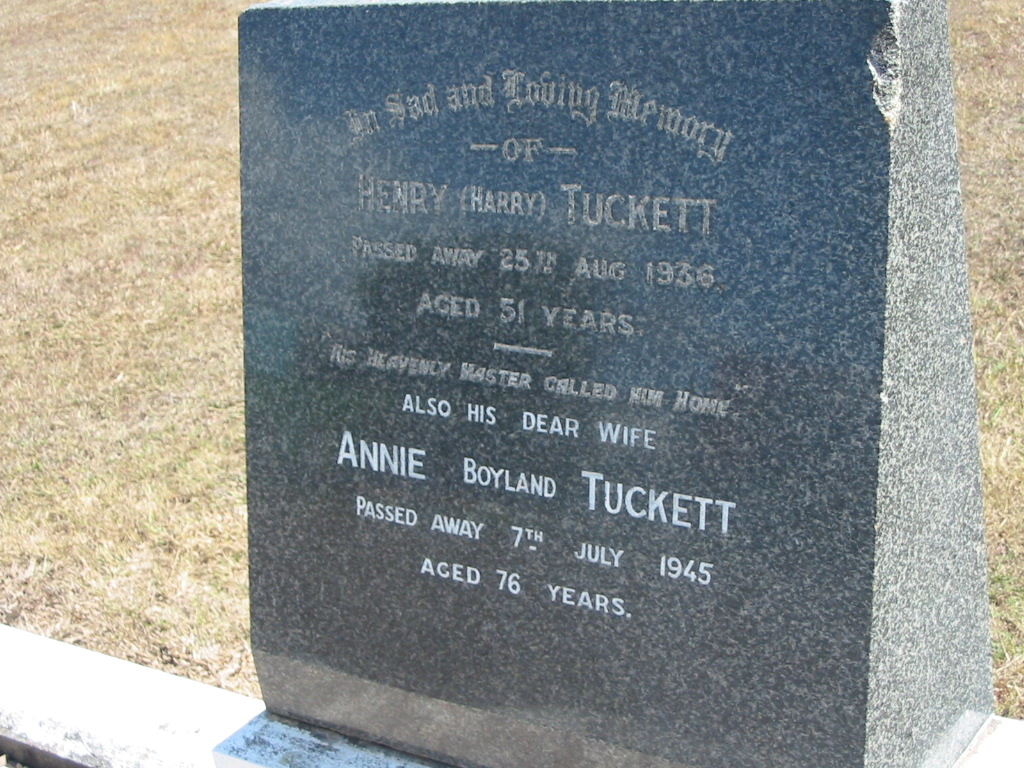 In Sad and Loving Memory
— OF —
HENRY (HARRY) TUCKETT
PASSED AWAY 25TH AUG 1936.
AGED 51 YEARS.
"HIS HEAVENLY MASTER CALLED HIM HOME"
ALSO HIS DEAR WIFE
ANNIE BOYLAND TUCKETT
PASSED AWAY 7TH JULY 1945
AGED 76 YEARS.